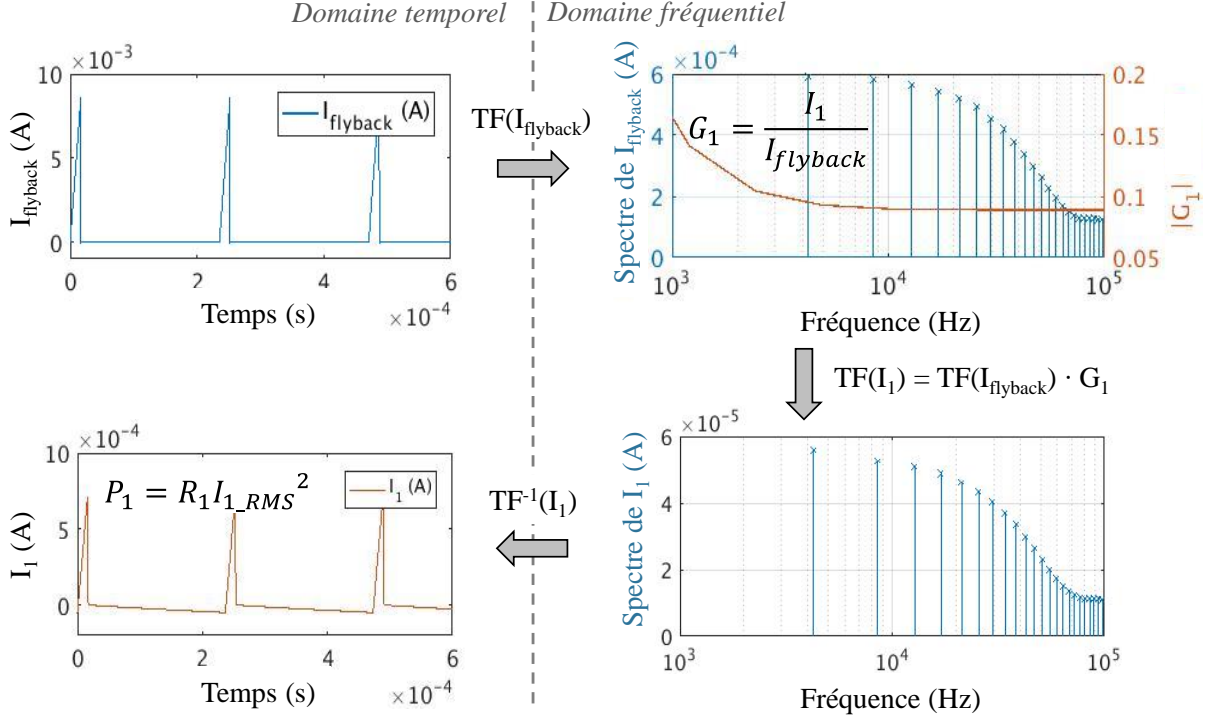 Domaine temporel
Domaine fréquentiel
×10⁻³
I_flyback (A)
10
5
0
0 2 4 6
Temps (s)
×10⁻⁴
I_flyback (A)
TF(I_flyback)
×10⁻⁴
Spectre de I_flyback (A)
6
4
2
0
G₁ = I₁ / I_flyback
0.2
0.15
0.1
0.05
|G₁|
10³ 10⁴ 10⁵
Fréquence (Hz)
TF(I₁) = TF(I_flyback) · G₁
×10⁻⁴
I₁ (A)
10
5
0
P₁ = R₁I₁_RMS²
I₁ (A)
0 2 4 6
Temps (s)
×10⁻⁴
TF⁻¹(I₁)
×10⁻⁵
Spectre de I₁ (A)
6
4
2
0
10³ 10⁴ 10⁵
Fréquence (Hz)